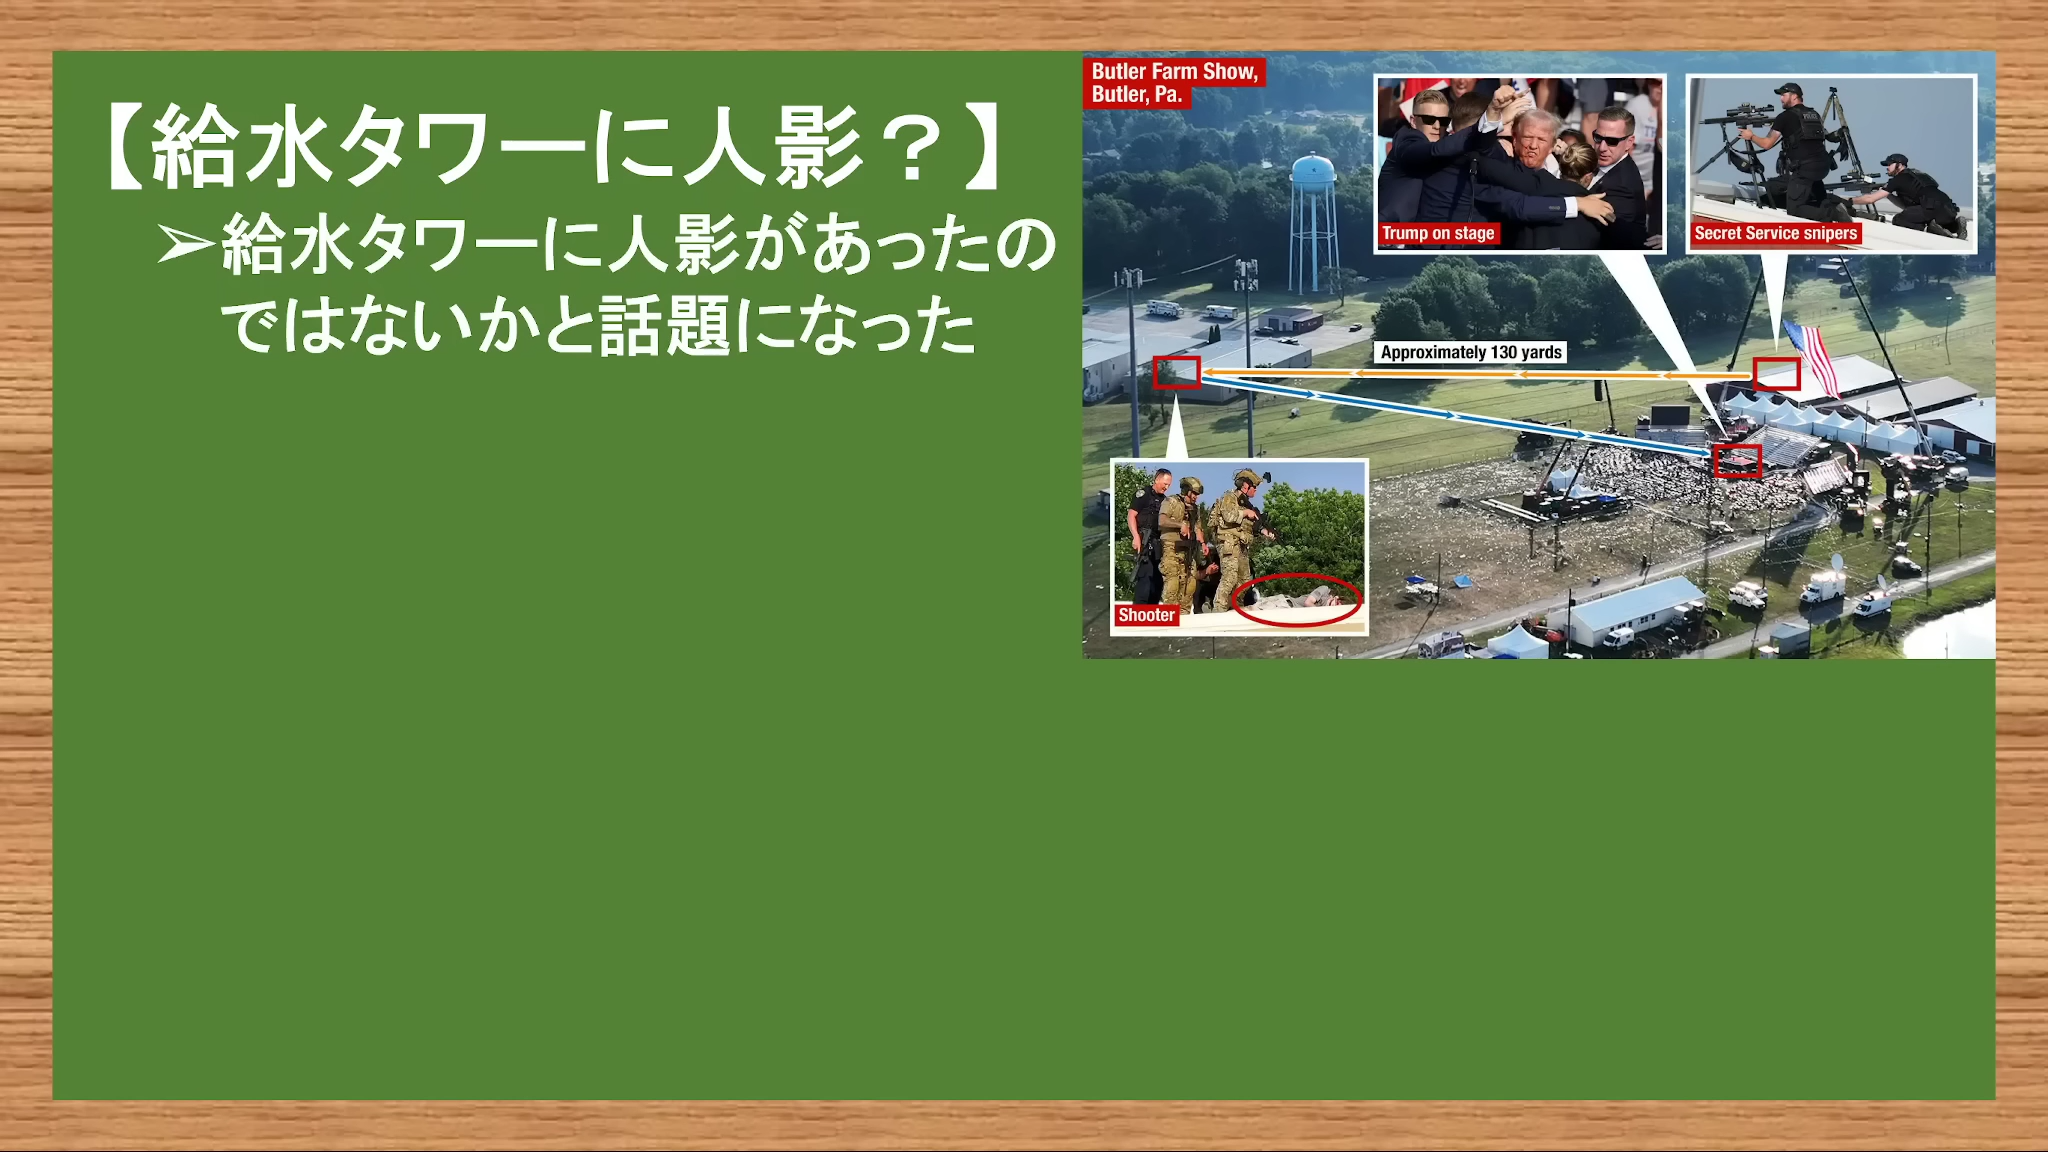 【給水タワーに人影？】
➢給水タワーに人影があったの
ではないかと話題になった
Butler Farm Show,
Butler, Pa.
Trump on stage
Secret Service snipers
Approximately 130 yards
Shooter